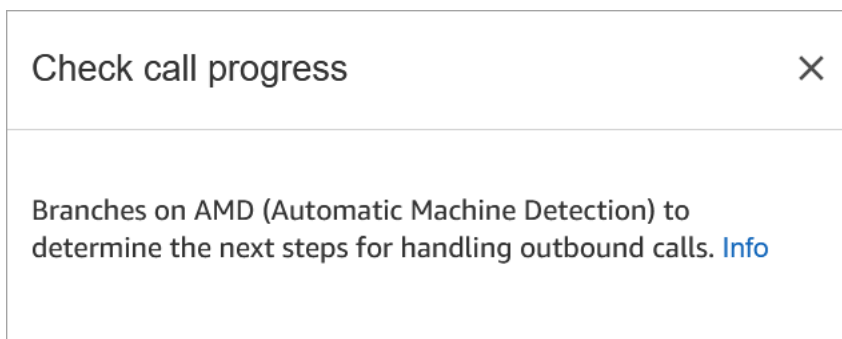 Check call progress
Branches on AMD (Automatic Machine Detection) to
determine the next steps for handling outbound calls. Info